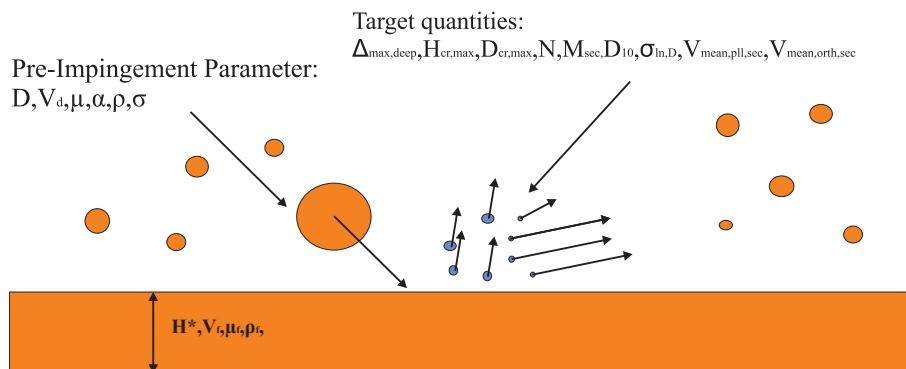 Target quantities:
Δmax,deep,Hcr,max,Dcr,max,N,Msec,D10,σln,D,Vmean,pll,sec,Vmean,orth,sec
Pre-Impingement Parameter:
D,Vd,μ,α,ρ,σ
H*,Vf,μf,ρf,